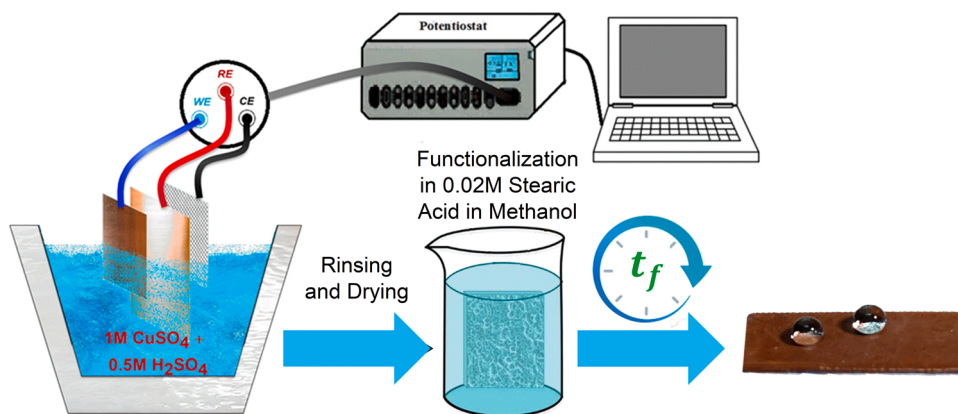 Potentiostat
RE
WE
CE
Functionalization
in 0.02M Stearic
Acid in Methanol
Rinsing
and Drying
t_f
1M CuSO₄ +
0.5M H₂SO₄